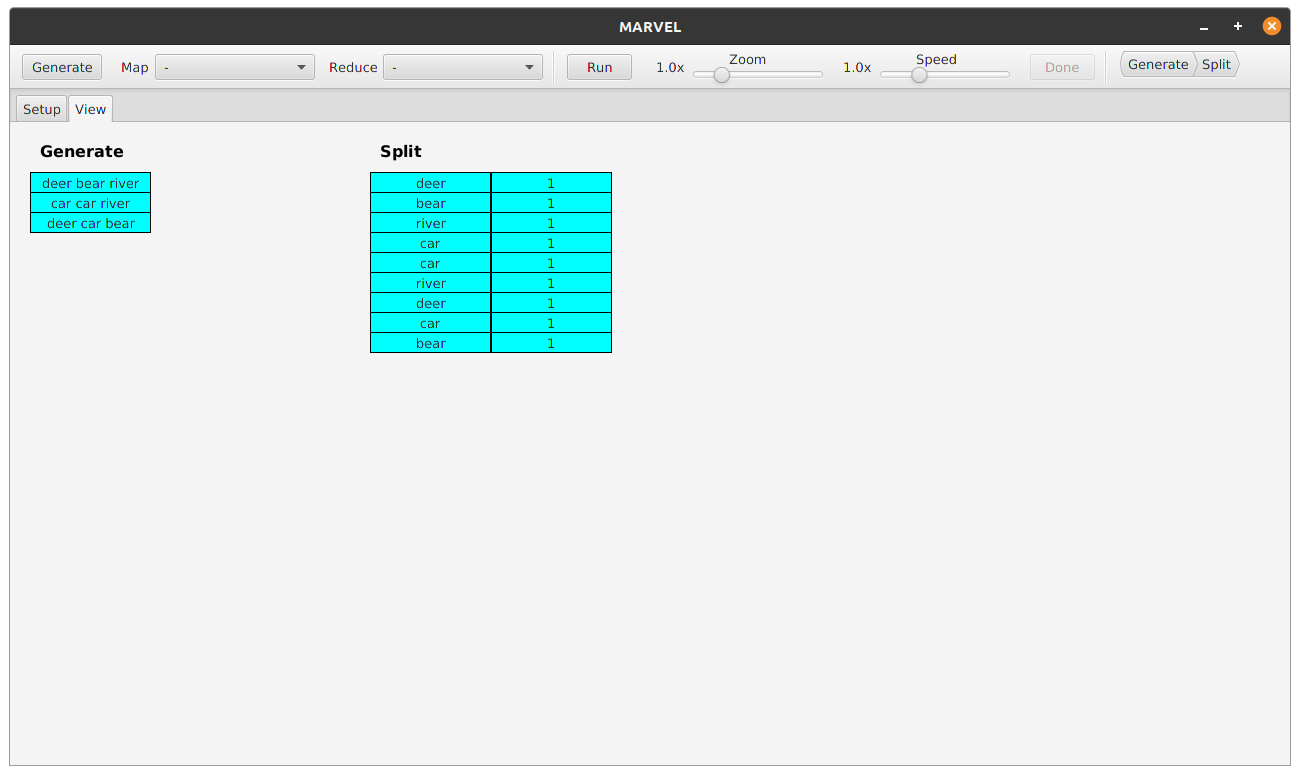 MARVEL
Generate Map - Reduce - Run 1.0x Zoom 1.0x Speed Done Generate Split
Setup View
Generate Split
deer bear river deer 1
car car river bear 1
deer car bear river 1
car 1
car 1
river 1
deer 1
car 1
bear 1